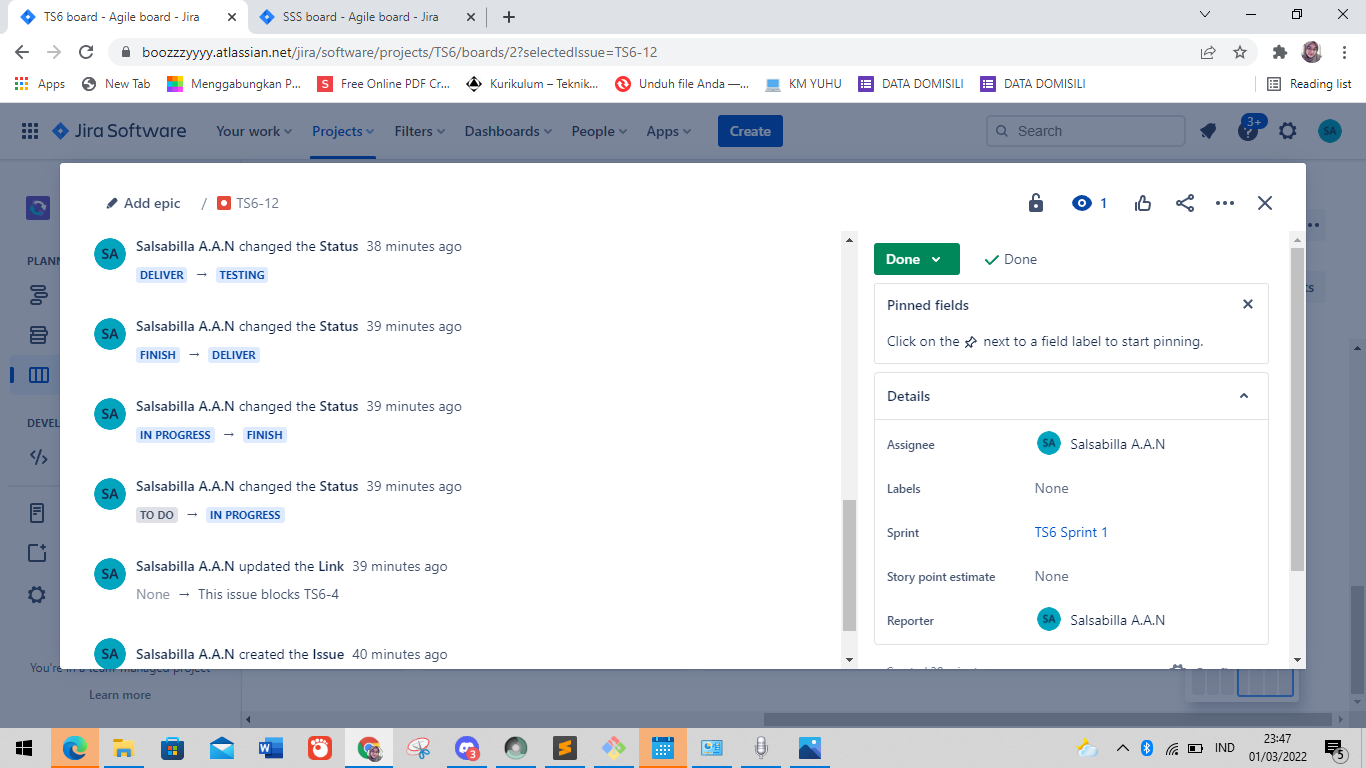 TS6 board - Agile board - Jira
SSS board - Agile board - Jira
boozzzyyyy.atlassian.net/jira/software/projects/TS6/boards/2?selectedIssue=TS6-12
Apps
New Tab
Menggabungkan P...
Free Online PDF Cr...
Kurikulum – Teknik...
Unduh file Anda —...
KM YUHU
DATA DOMISILI
DATA DOMISILI
Reading list
Jira Software
Your work
Projects
Filters
Dashboards
People
Apps
Create
Search
3+
SA
Add epic / TS6-12
1
SA
Salsabilla A.A.N changed the Status 38 minutes ago
DELIVER → TESTING
SA
Salsabilla A.A.N changed the Status 39 minutes ago
FINISH → DELIVER
SA
Salsabilla A.A.N changed the Status 39 minutes ago
IN PROGRESS → FINISH
SA
Salsabilla A.A.N changed the Status 39 minutes ago
TO DO → IN PROGRESS
SA
Salsabilla A.A.N updated the Link 39 minutes ago
None → This issue blocks TS6-4
SA
Salsabilla A.A.N created the Issue 40 minutes ago
Done
Done
Pinned fields
Click on the next to a field label to start pinning.
Details
Assignee
SA Salsabilla A.A.N
Labels
None
Sprint
TS6 Sprint 1
Story point estimate
None
Reporter
SA Salsabilla A.A.N
PLANN
DEVEL
You're in a team-managed project
Learn more
3
IND
23:47
01/03/2022
5